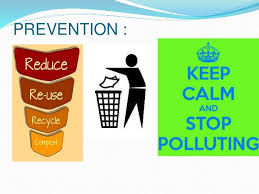 PREVENTION :
Reduce
Re-use
Recycle
Compost
KEEP
CALM
AND
STOP
POLLUTING